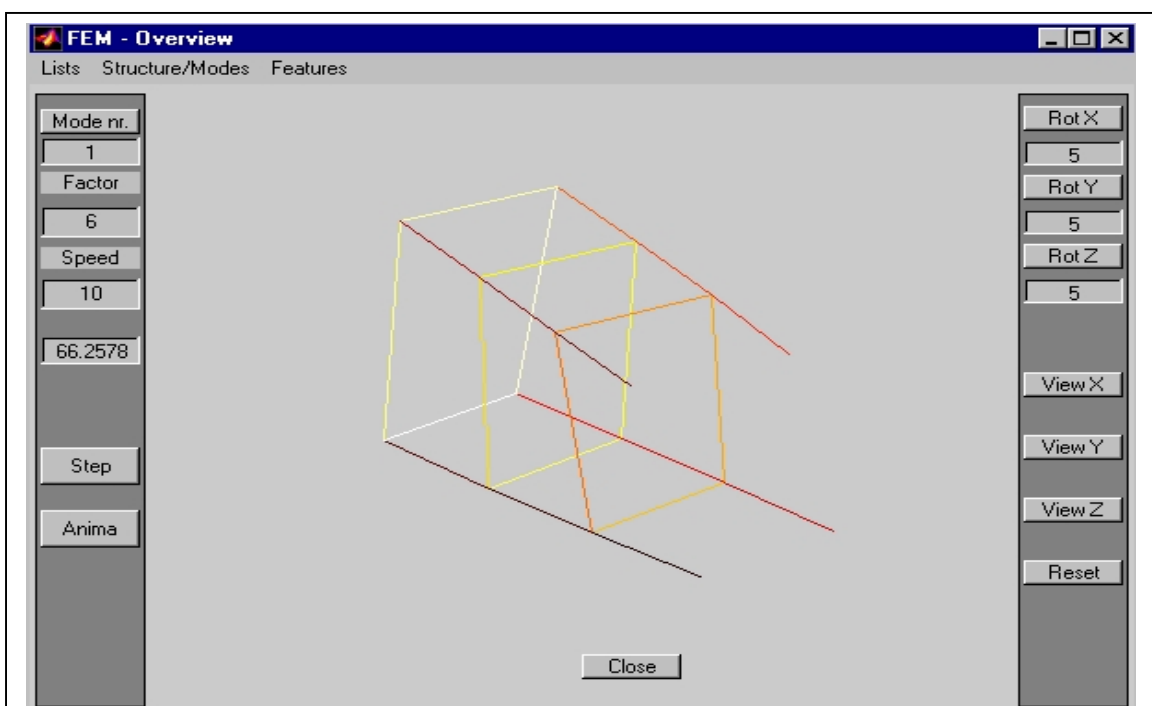 FEM - Overview
Lists Structure/Modes Features
Mode nr.
1
Factor
6
Speed
10
66.2578
Step
Anima
Rot X
5
Rot Y
5
Rot Z
5
View X
View Y
View Z
Reset
Close